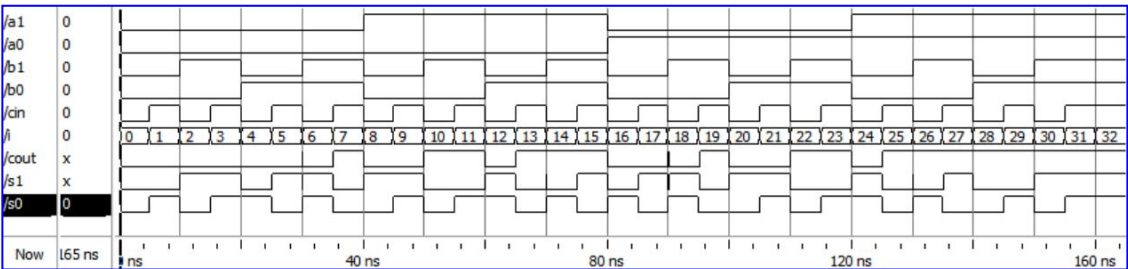 /a1 0
/a0 0
/b1 0
/b0 0
/cin 0
/i 0 0 1 2 3 4 5 6 7 8 9 10 11 12 13 14 15 16 17 18 19 20 21 22 23 24 25 26 27 28 29 30 31 32
/cout x
/s1 x
/s0 0
Now 165 ns ns 40 ns 80 ns 120 ns 160 ns